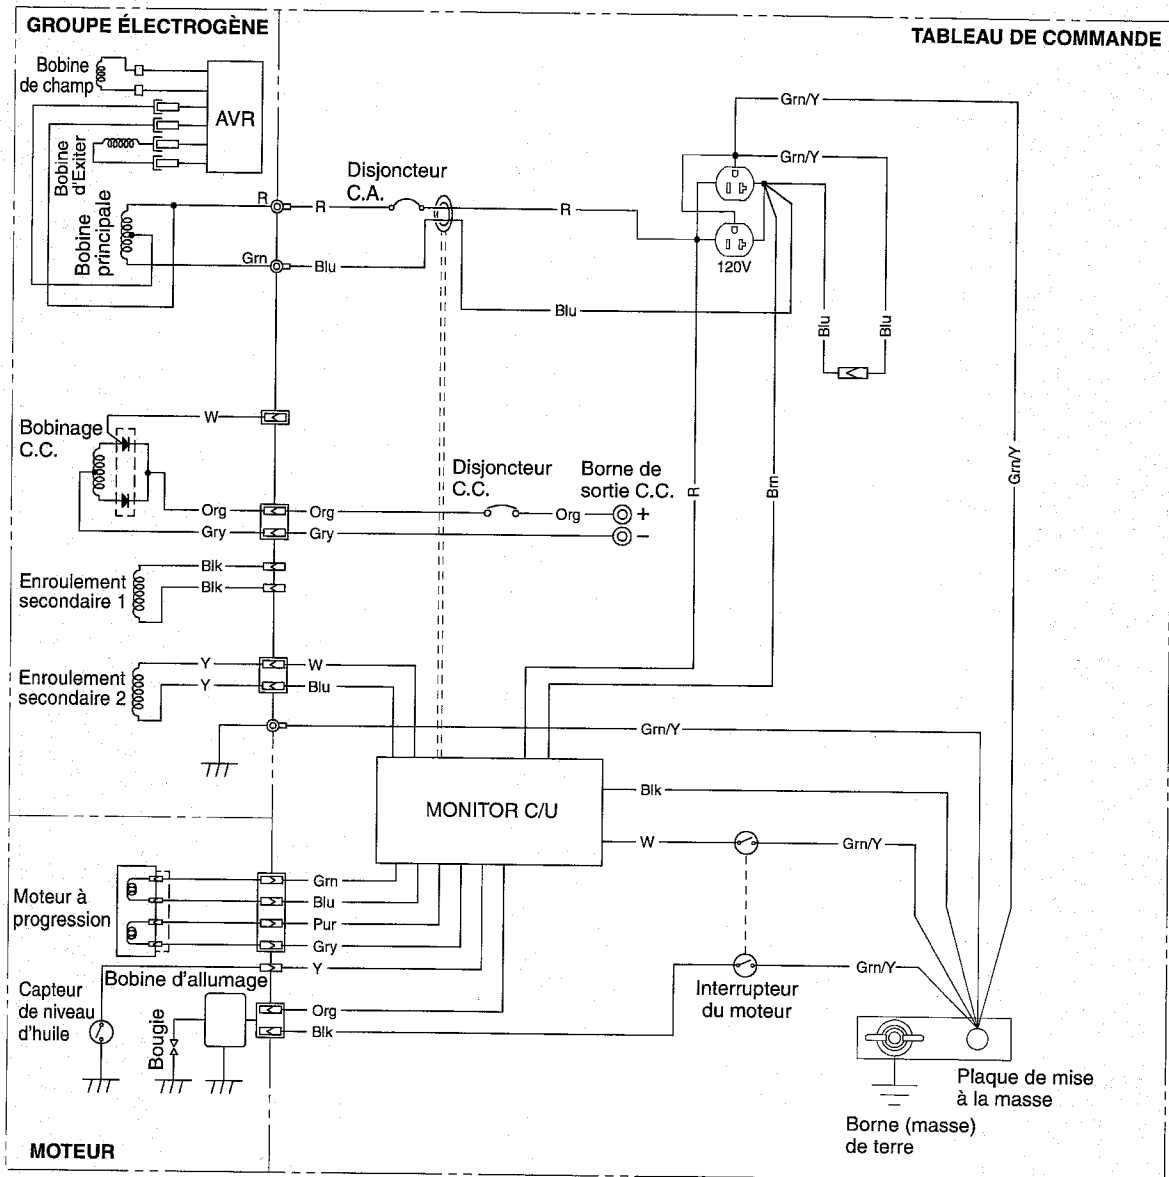 GROUPE ÉLECTROGÈNE
TABLEAU DE COMMANDE
Bobine
de champ
AVR
Bobine
d'Exiter
Bobine
principale
R
R
Disjoncteur
C.A.
R
Grn
Blu
Blu
Grn/Y
Grn/Y
120V
Blu
Blu
Grn/Y
R
Brn
Bobinage
C.C.
W
Org
Org
Gry
Gry
Disjoncteur
C.C.
Org
Borne de
sortie C.C.
+
−
Enroulement
secondaire 1
Blk
Blk
Enroulement
secondaire 2
Y
W
Y
Blu
Grn/Y
MONITOR C/U
Blk
W
Grn/Y
Moteur à
progression
Grn
Blu
Pur
Gry
Y
Bobine d'allumage
Capteur
de niveau
d'huile
Bougie
Org
Blk
Interrupteur
du moteur
Grn/Y
Plaque de mise
à la masse
Borne (masse)
de terre
MOTEUR